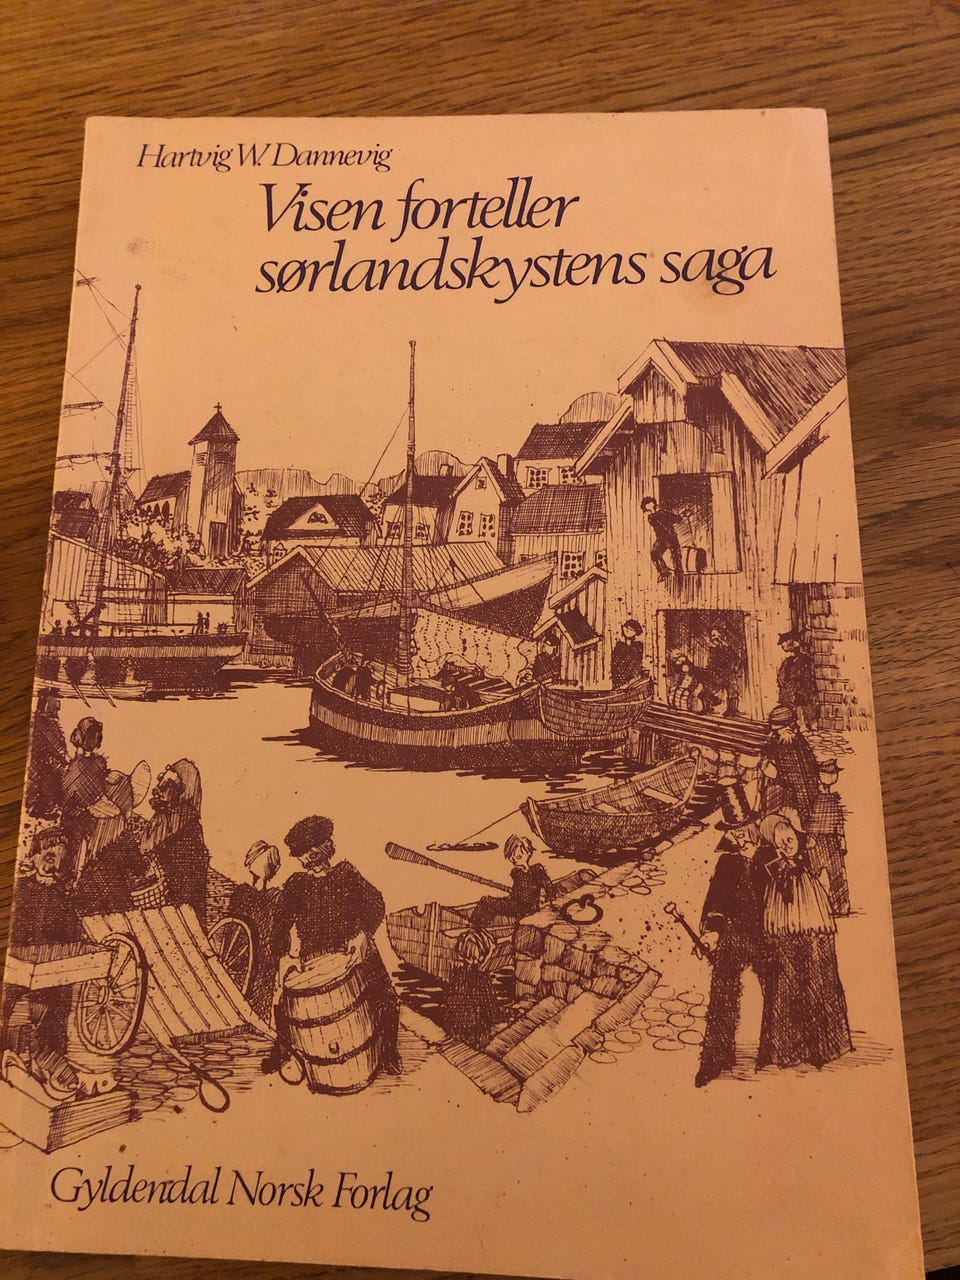 Hartvig W. Dannevig
Visen forteller
sørlandskystens saga
Gyldendal Norsk Forlag